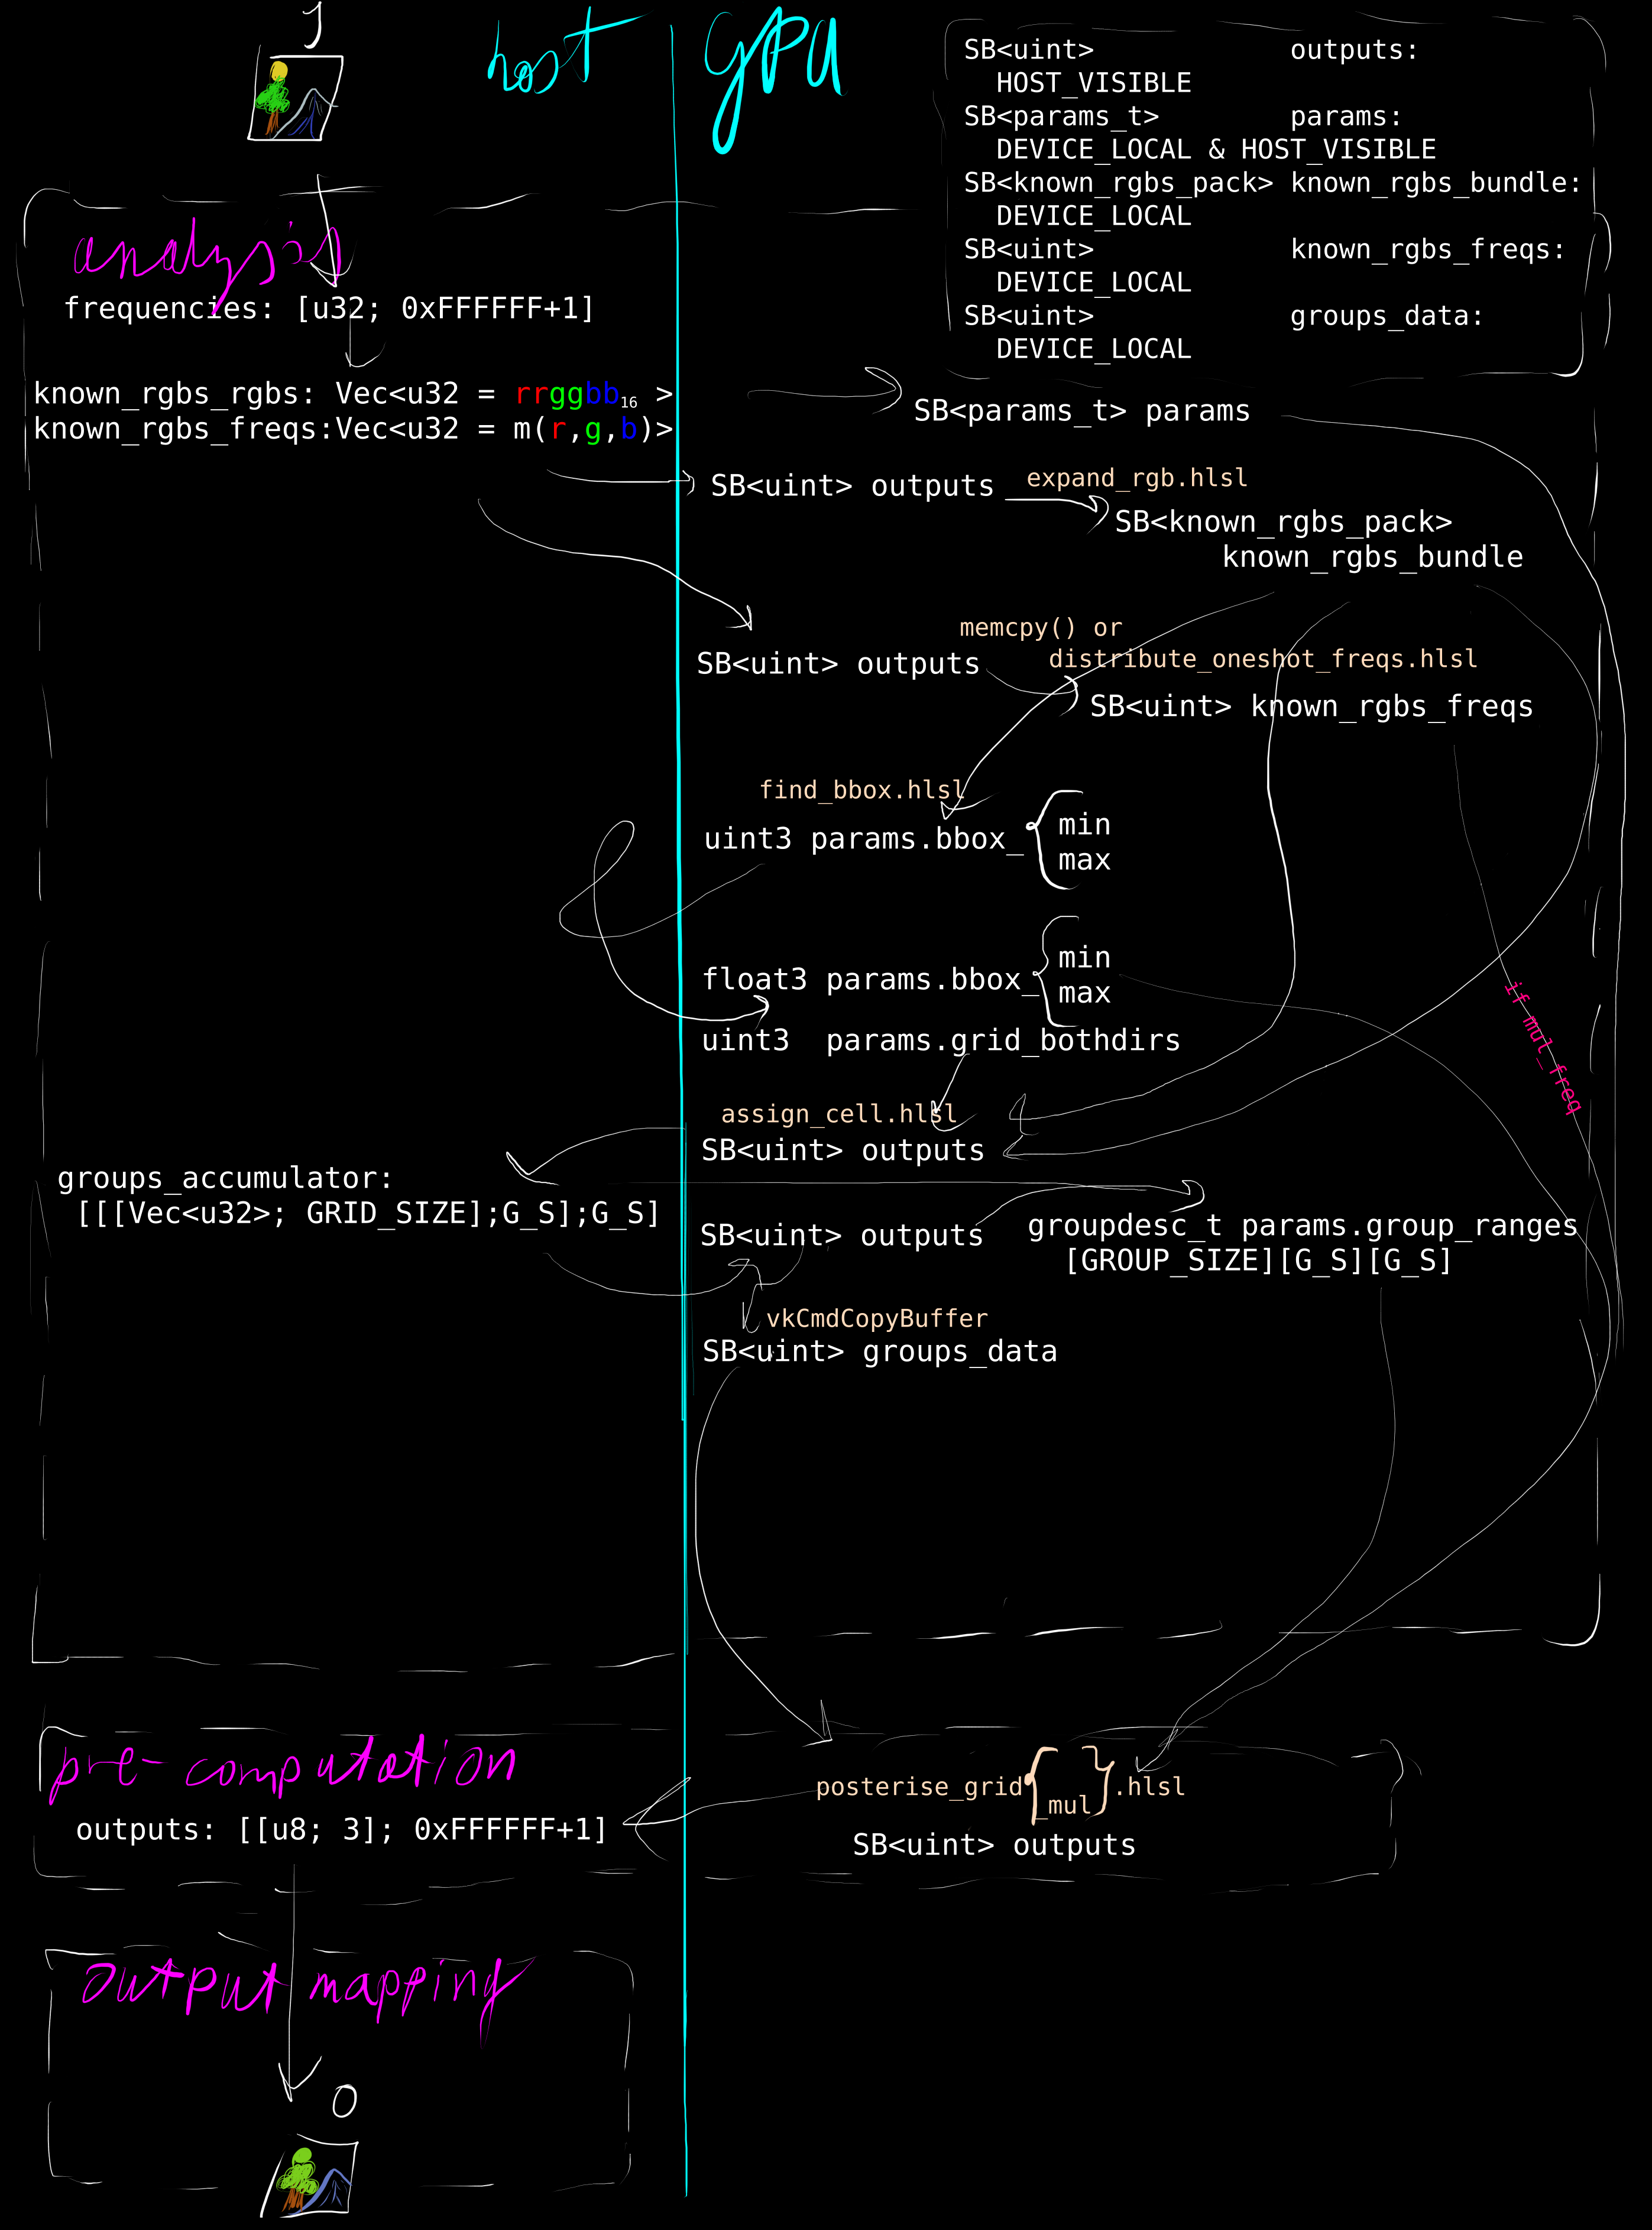 I
host
gpu
SB<uint> outputs:
HOST_VISIBLE
SB<params_t> params:
DEVICE_LOCAL & HOST_VISIBLE
SB<known_rgbs_pack> known_rgbs_bundle:
DEVICE_LOCAL
SB<uint> known_rgbs_freqs:
DEVICE_LOCAL
SB<uint> groups_data:
DEVICE_LOCAL
analysis
frequencies: [u32; 0xFFFFFF+1]
known_rgbs_rgbs: Vec<u32 = rrggbb16 >
known_rgbs_freqs:Vec<u32 = m(r,g,b)>
SB<params_t> params
SB<uint> outputs
expand_rgb.hlsl
SB<known_rgbs_pack>
known_rgbs_bundle
memcpy() or
distribute_oneshot_freqs.hlsl
SB<uint> outputs
SB<uint> known_rgbs_freqs
find_bbox.hlsl
uint3 params.bbox_{
min
max
float3 params.bbox_{
min
max
uint3 params.grid_bothdirs
if mul_freq
assign_cell.hlsl
SB<uint> outputs
groups_accumulator:
[[[Vec<u32>; GRID_SIZE];G_S];G_S]
SB<uint> outputs
groupdesc_t params.group_ranges
[GROUP_SIZE][G_S][G_S]
vkCmdCopyBuffer
SB<uint> groups_data
pre-computation
outputs: [[u8; 3]; 0xFFFFFF+1]
posterise_grid{_mul}.hlsl
SB<uint> outputs
output mapping
O